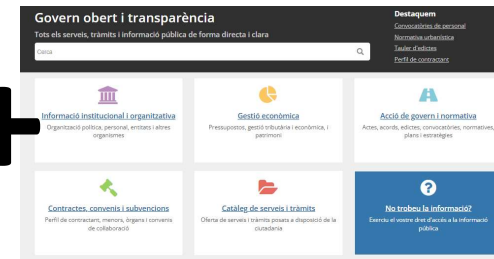 Govern obert i transparència
Tots els serveis, tràmits i informació pública de forma directa i clara
Cerca
Destaquem
Convocatòries de personal
Normativa urbanística
Tauler d'edictes
Perfil de contractant
Informació institucional i organitzativa
Organització política, personal, entitats i altres
organismes
Gestió econòmica
Pressupostos, gestió tributària i econòmica, i
patrimoni
Acció de govern i normativa
Actes, acords, edictes, convocatòries, normatives,
plans i estratègies
Contractes, convenis i subvencions
Perfil de contractant, menors, òrgans i convenis
de col·laboració
Catàleg de serveis i tràmits
Oferta de serveis i tràmits posats a disposició de la
ciutadania
No trobeu la informació?
Exerciu el vostre dret d'accés a la informació
pública